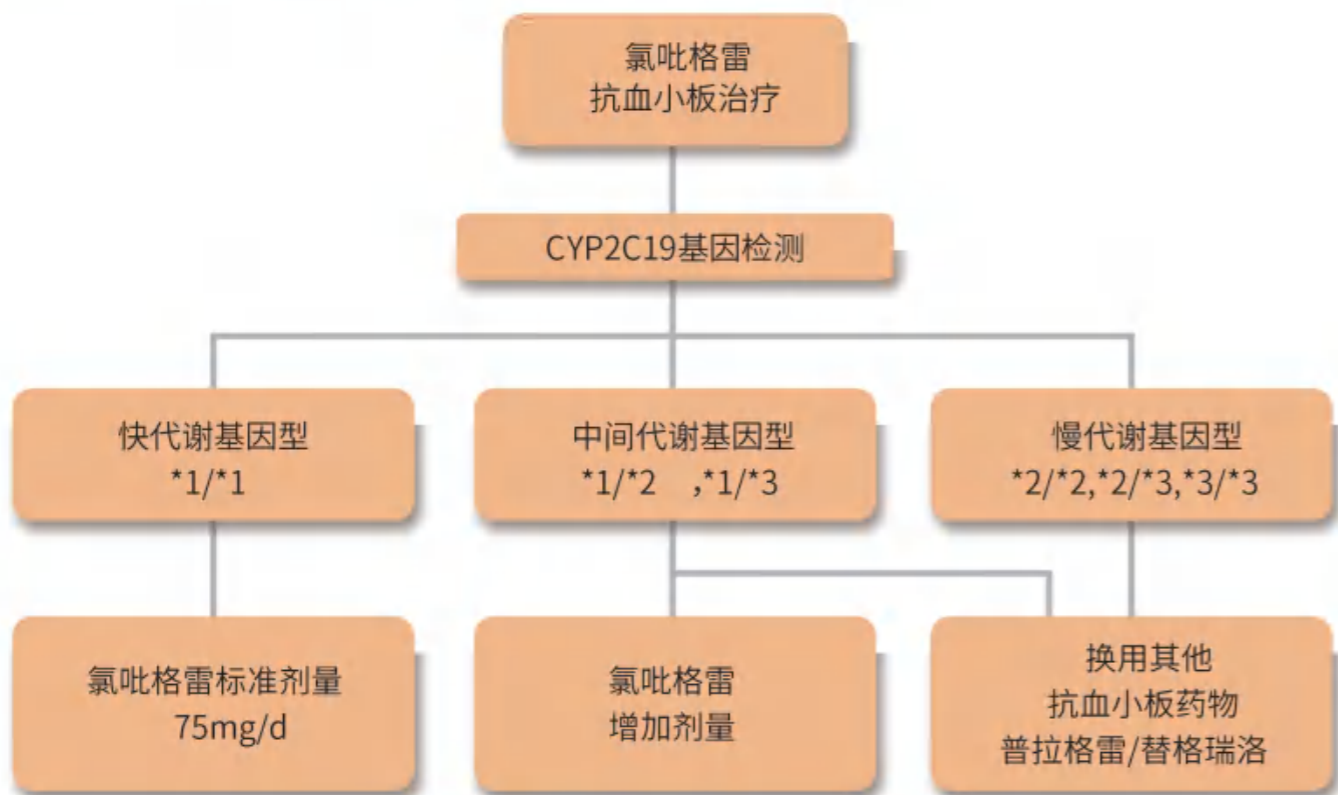 氯吡格雷
抗血小板治疗
CYP2C19基因检测
快代谢基因型
*1/*1
中间代谢基因型
*1/*2 ,*1/*3
慢代谢基因型
*2/*2,*2/*3,*3/*3
氯吡格雷标准剂量
75mg/d
氯吡格雷
增加剂量
换用其他
抗血小板药物
普拉格雷/替格瑞洛